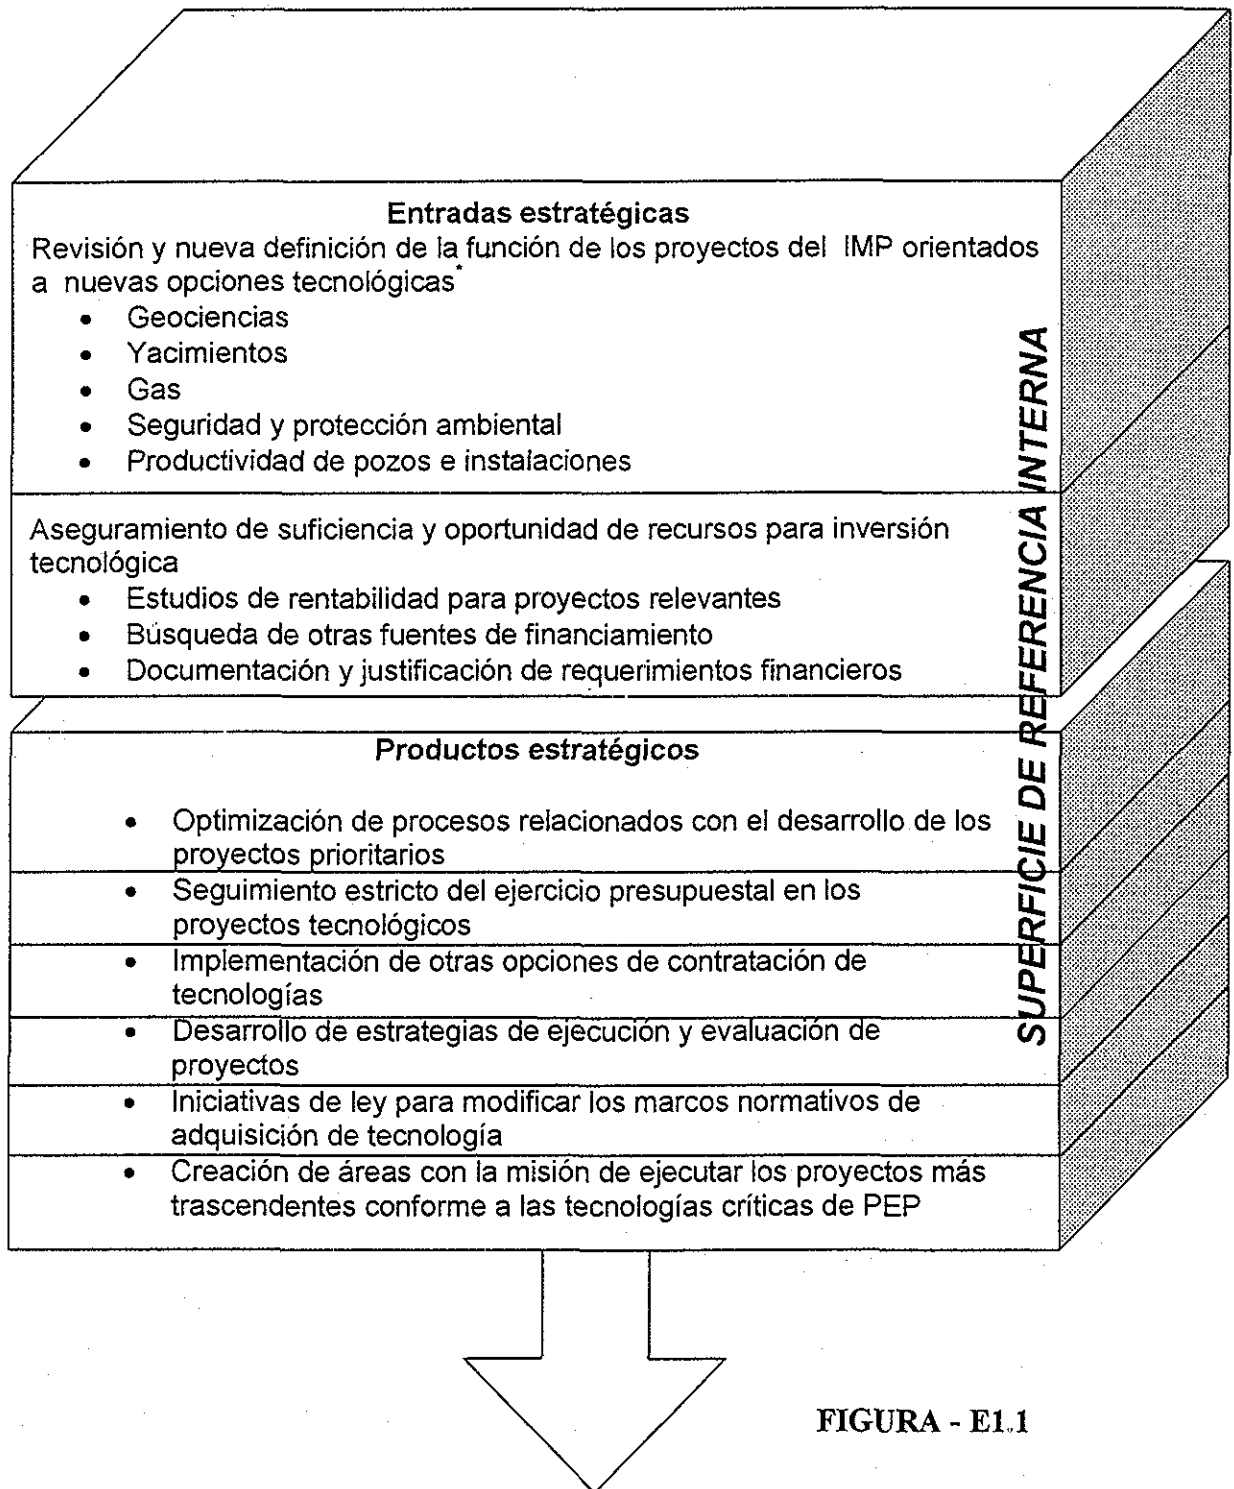 Entradas estratégicas
Revisión y nueva definición de la función de los proyectos del IMP orientados
a nuevas opciones tecnológicas*
• Geociencias
• Yacimientos
• Gas
• Seguridad y protección ambiental
• Productividad de pozos e instalaciones
Aseguramiento de suficiencia y oportunidad de recursos para inversión
tecnológica
• Estudios de rentabilidad para proyectos relevantes
• Búsqueda de otras fuentes de financiamiento
• Documentación y justificación de requerimientos financieros
Productos estratégicos
• Optimización de procesos relacionados con el desarrollo de los
proyectos prioritarios
• Seguimiento estricto del ejercicio presupuestal en los
proyectos tecnológicos
• Implementación de otras opciones de contratación de
tecnologías
• Desarrollo de estrategias de ejecución y evaluación de
proyectos
• Iniciativas de ley para modificar los marcos normativos de
adquisición de tecnología
• Creación de áreas con la misión de ejecutar los proyectos más
trascendentes conforme a las tecnologías críticas de PEP
SUPERFICIE DE REFERENCIA INTERNA
FIGURA - E1.1